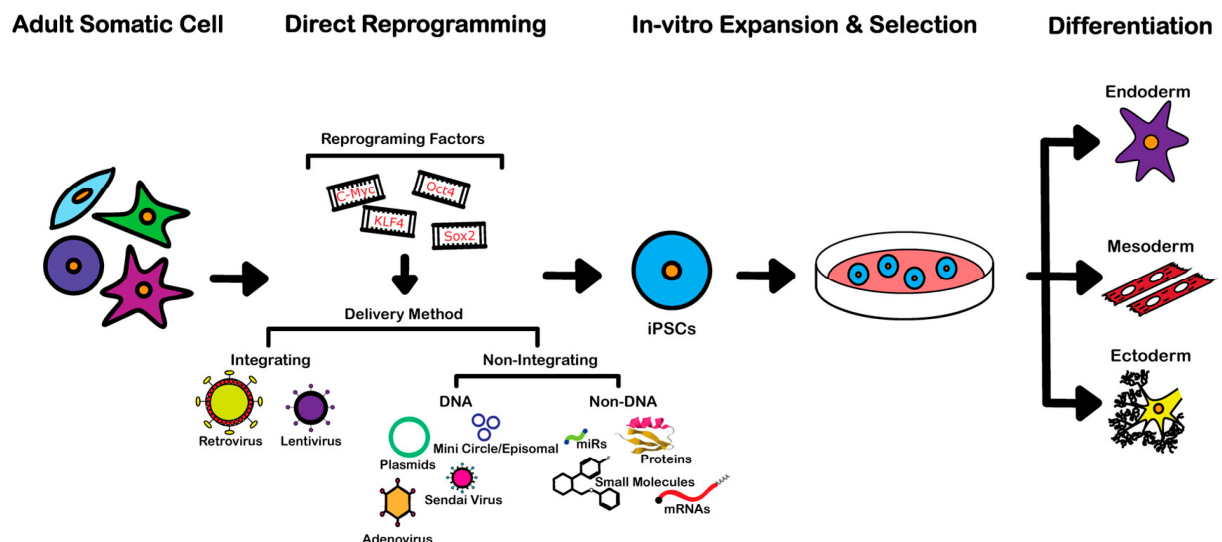 Adult Somatic Cell
Direct Reprogramming
In-vitro Expansion & Selection
Differentiation
Reprograming Factors
C-Myc
Oct4
KLF4
Sox2
Delivery Method
Integrating
Non-Integrating
Retrovirus
Lentivirus
DNA
Non-DNA
Plasmids
Mini Circle/Episomal
Sendai Virus
Adenovirus
miRs
Proteins
Small Molecules
F
O
AAAA
mRNAs
iPSCs
Endoderm
Mesoderm
Ectoderm